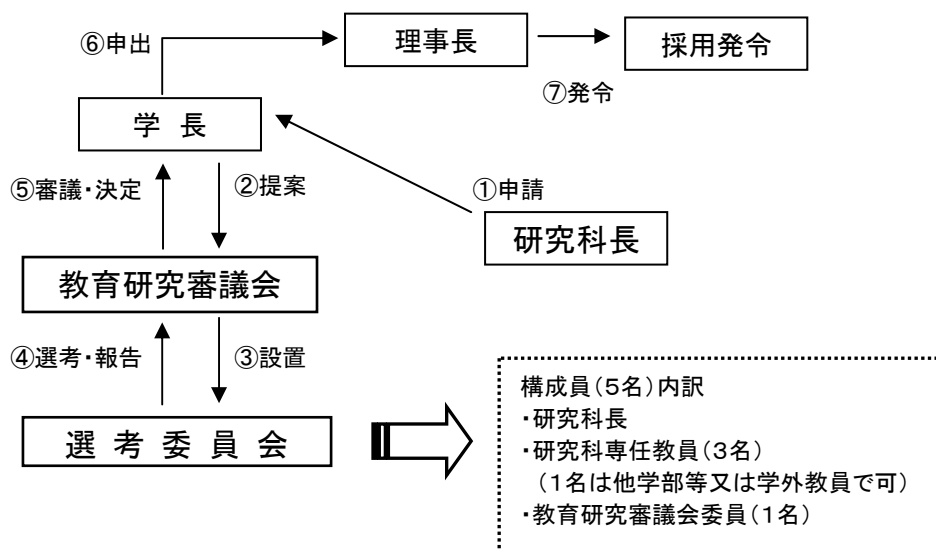 ⑥申出
理事長
採用発令
⑦発令
学 長
⑤審議・決定
②提案
①申請
研究科長
教育研究審議会
④選考・報告
③設置
選 考 委 員 会
構成員(5名)内訳
・研究科長
・研究科専任教員(3名)
(1名は他学部等又は学外教員で可)
・教育研究審議会委員(1名)